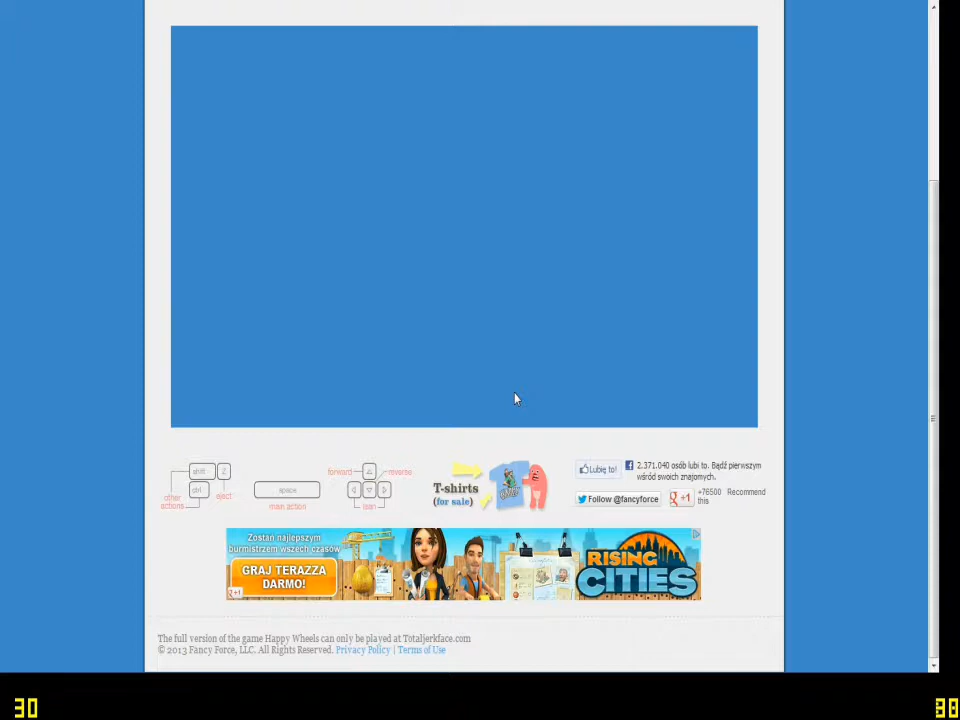 shift
Z
ctrl
eject
other
actions
space
main action
forward
reverse
lean
T-shirts
(for sale)
Lubię to!
2.371.040 osób lubi to. Bądź pierwszym
wśród swoich znajomych.
Follow @fancyforce
+1
+76500 Recommend
this
Zostań najlepszym
burmistrzem wszech czasów
GRAJ TERAZZA
DARMO!
+1
RISING
CITIES
The full version of the game Happy Wheels can only be played at Totaljerkface.com
© 2013 Fancy Force, LLC. All Rights Reserved. Privacy Policy | Terms of Use
30
30